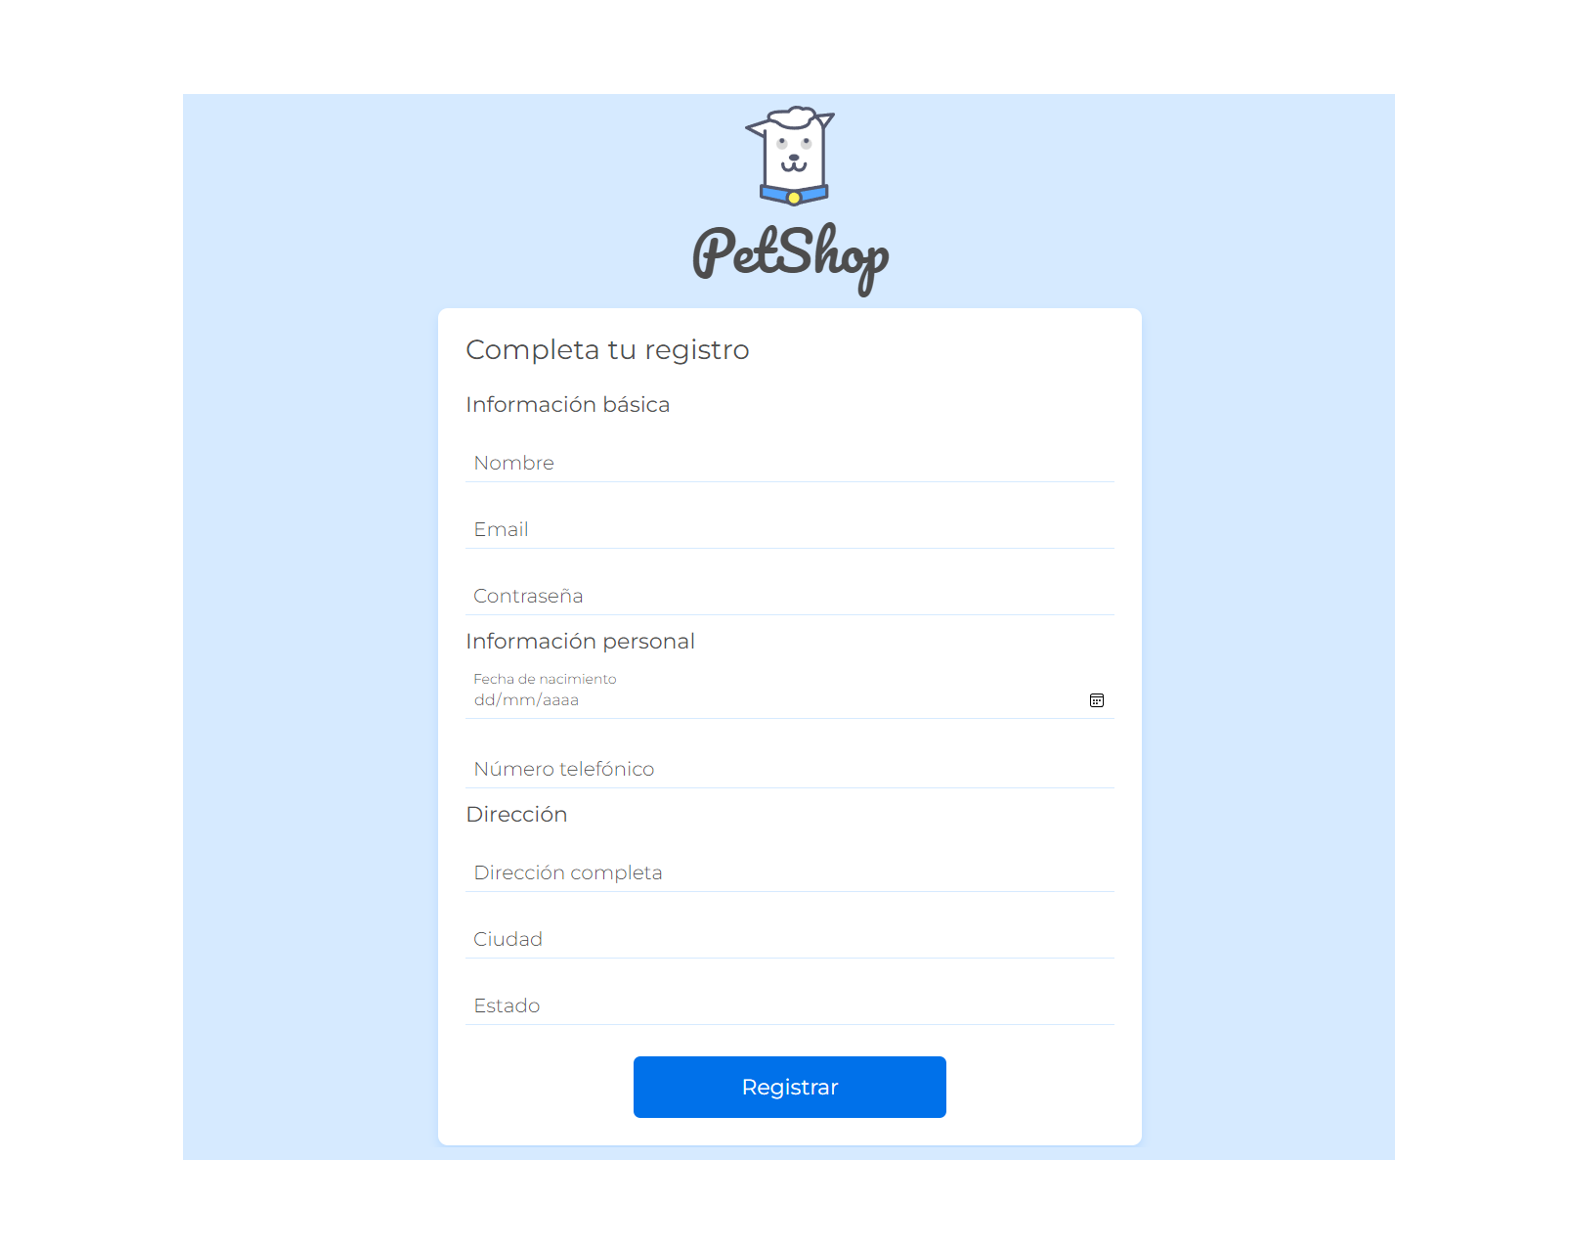 PetShop
Completa tu registro
Información básica
Nombre
Email
Contraseña
Información personal
Fecha de nacimiento
dd/mm/aaaa
Número telefónico
Dirección
Dirección completa
Ciudad
Estado
Registrar